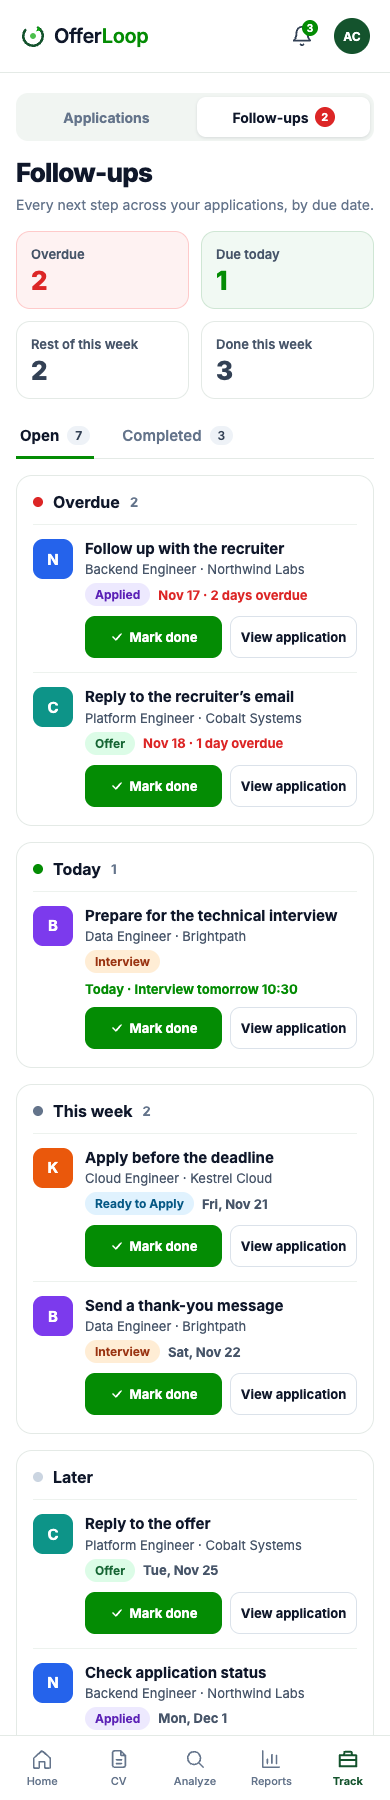 OfferLoop
3
AC
Applications
Follow-ups 2
Follow-ups
Every next step across your applications, by due date.
Overdue
2
Due today
1
Rest of this week
2
Done this week
3
Open 7
Completed 3
Overdue 2
N
Follow up with the recruiter
Backend Engineer · Northwind Labs
Applied Nov 17 · 2 days overdue
Mark done View application
C
Reply to the recruiter’s email
Platform Engineer · Cobalt Systems
Offer Nov 18 · 1 day overdue
Mark done View application
Today 1
B
Prepare for the technical interview
Data Engineer · Brightpath
Interview
Today · Interview tomorrow 10:30
Mark done View application
This week 2
K
Apply before the deadline
Cloud Engineer · Kestrel Cloud
Ready to Apply Fri, Nov 21
Mark done View application
B
Send a thank-you message
Data Engineer · Brightpath
Interview Sat, Nov 22
Mark done View application
Later
C
Reply to the offer
Platform Engineer · Cobalt Systems
Offer Tue, Nov 25
Mark done View application
N
Check application status
Backend Engineer · Northwind Labs
Applied Mon, Dec 1
Home CV Analyze Reports Track